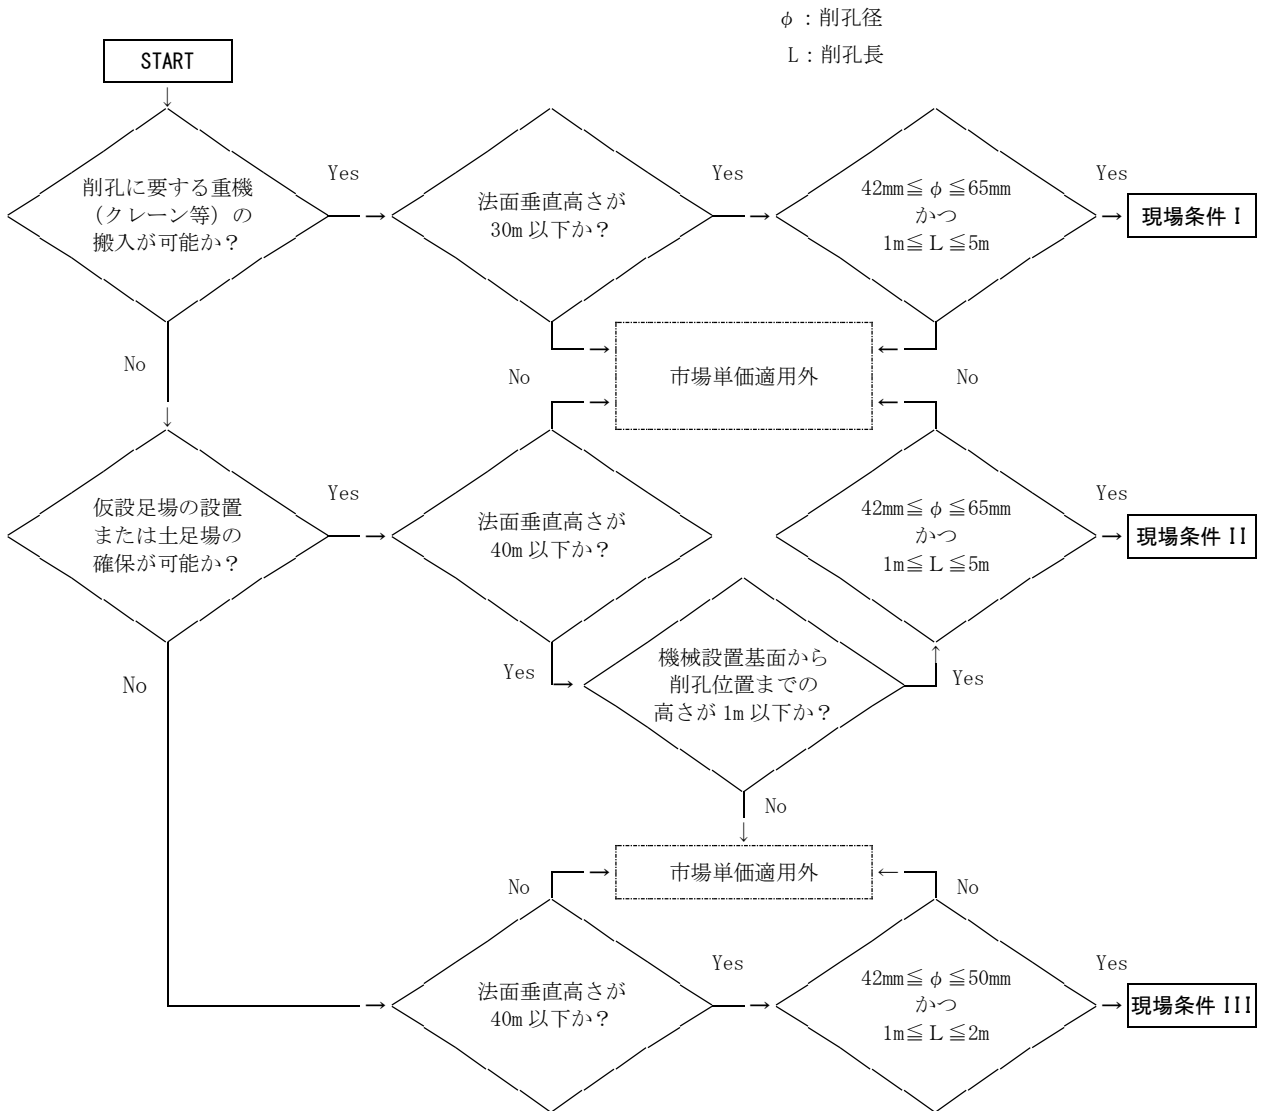 φ：削孔径
L：削孔長
START
削孔に要する重機
（クレーン等）の
搬入が可能か？
Yes
法面垂直高さが
30m 以下か？
Yes
42mm≦φ≦65mm
かつ
1m≦L≦5m
Yes
現場条件 I
No
No
市場単価適用外
No
仮設足場の設置
または土足場の
確保が可能か？
Yes
法面垂直高さが
40m 以下か？
42mm≦φ≦65mm
かつ
1m≦L≦5m
Yes
現場条件 II
No
Yes
機械設置基面から
削孔位置までの
高さが 1m 以下か？
Yes
No
市場単価適用外
No
No
法面垂直高さが
40m 以下か？
Yes
42mm≦φ≦50mm
かつ
1m≦L≦2m
Yes
現場条件 III